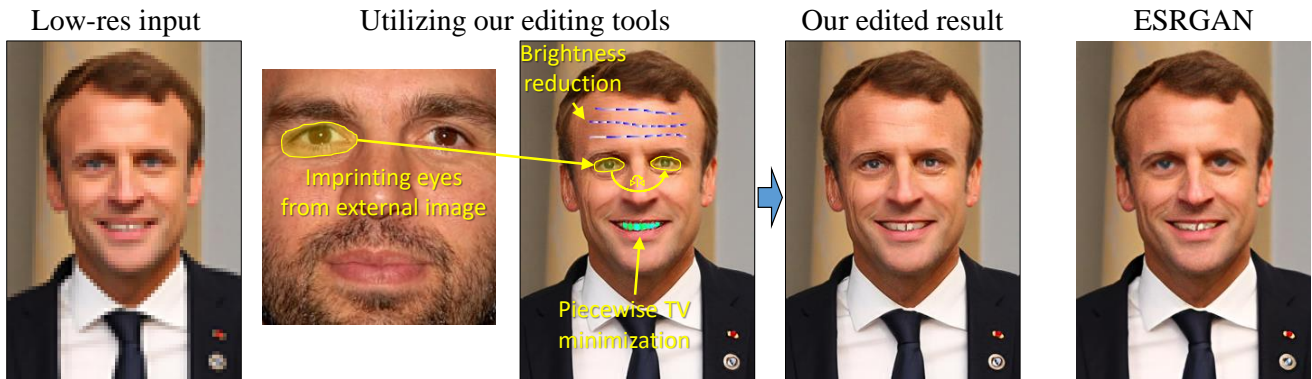 Low-res input
Utilizing our editing tools
Our edited result
ESRGAN
Brightness
reduction
Imprinting eyes
from external image
Piecewise TV
minimization